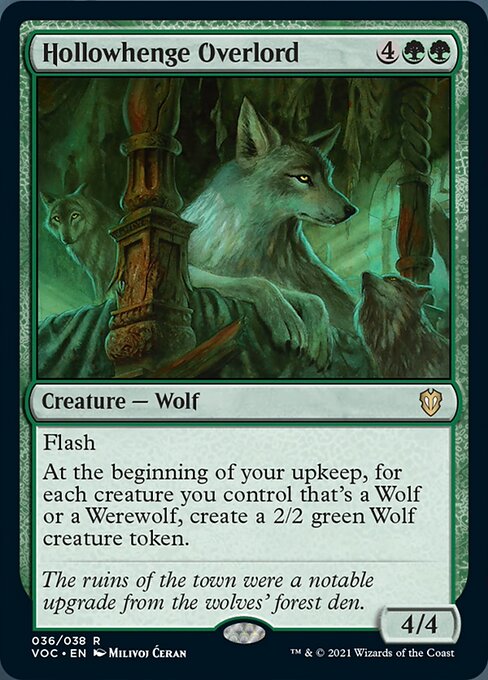 Hollowhenge Overlord 4
Creature — Wolf
Flash
At the beginning of your upkeep, for
each creature you control that's a Wolf
or a Werewolf, create a 2/2 green Wolf
creature token.
The ruins of the town were a notable
upgrade from the wolves' forest den.
4/4
036/038 R
VOC • EN Milivoj Ćeran
™ & © 2021 Wizards of the Coast